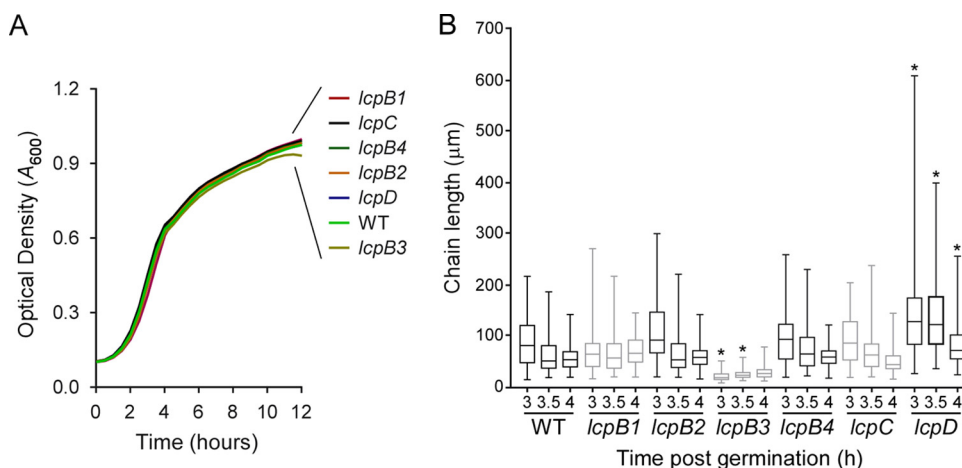 A
Optical Density (A600)
1.2
0.9
0.6
0.3
0.0
0 2 4 6 8 10 12
Time (hours)
lcpB1
lcpC
lcpB4
lcpB2
lcpD
WT
lcpB3
B
Chain length (μm)
700
600
500
400
300
200
100
0
* * * * *
3 3.5 4 3 3.5 4 3 3.5 4 3 3.5 4 3 3.5 4 3 3.5 4 3 3.5 4
WT lcpB1 lcpB2 lcpB3 lcpB4 lcpC lcpD
Time post germination (h)